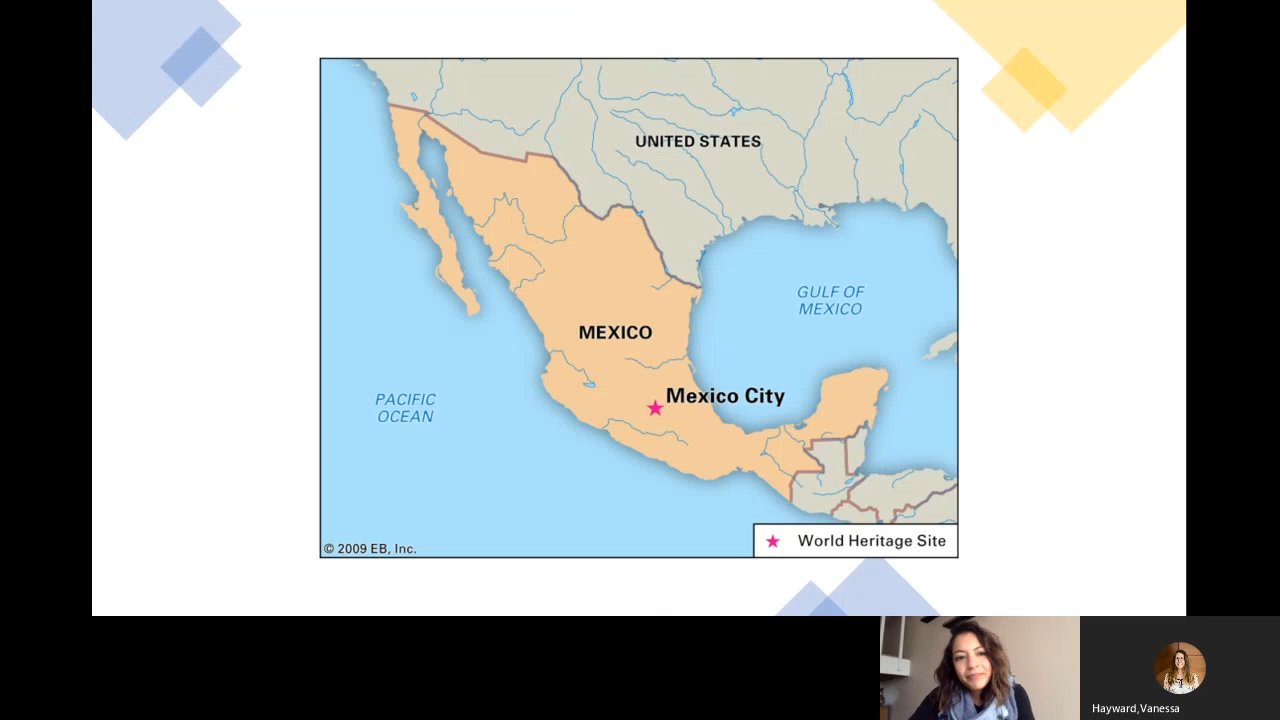 UNITED STATES
GULF OF
MEXICO
MEXICO
Mexico City
PACIFIC
OCEAN
World Heritage Site
© 2009 EB, Inc.
Hayward,Vanessa